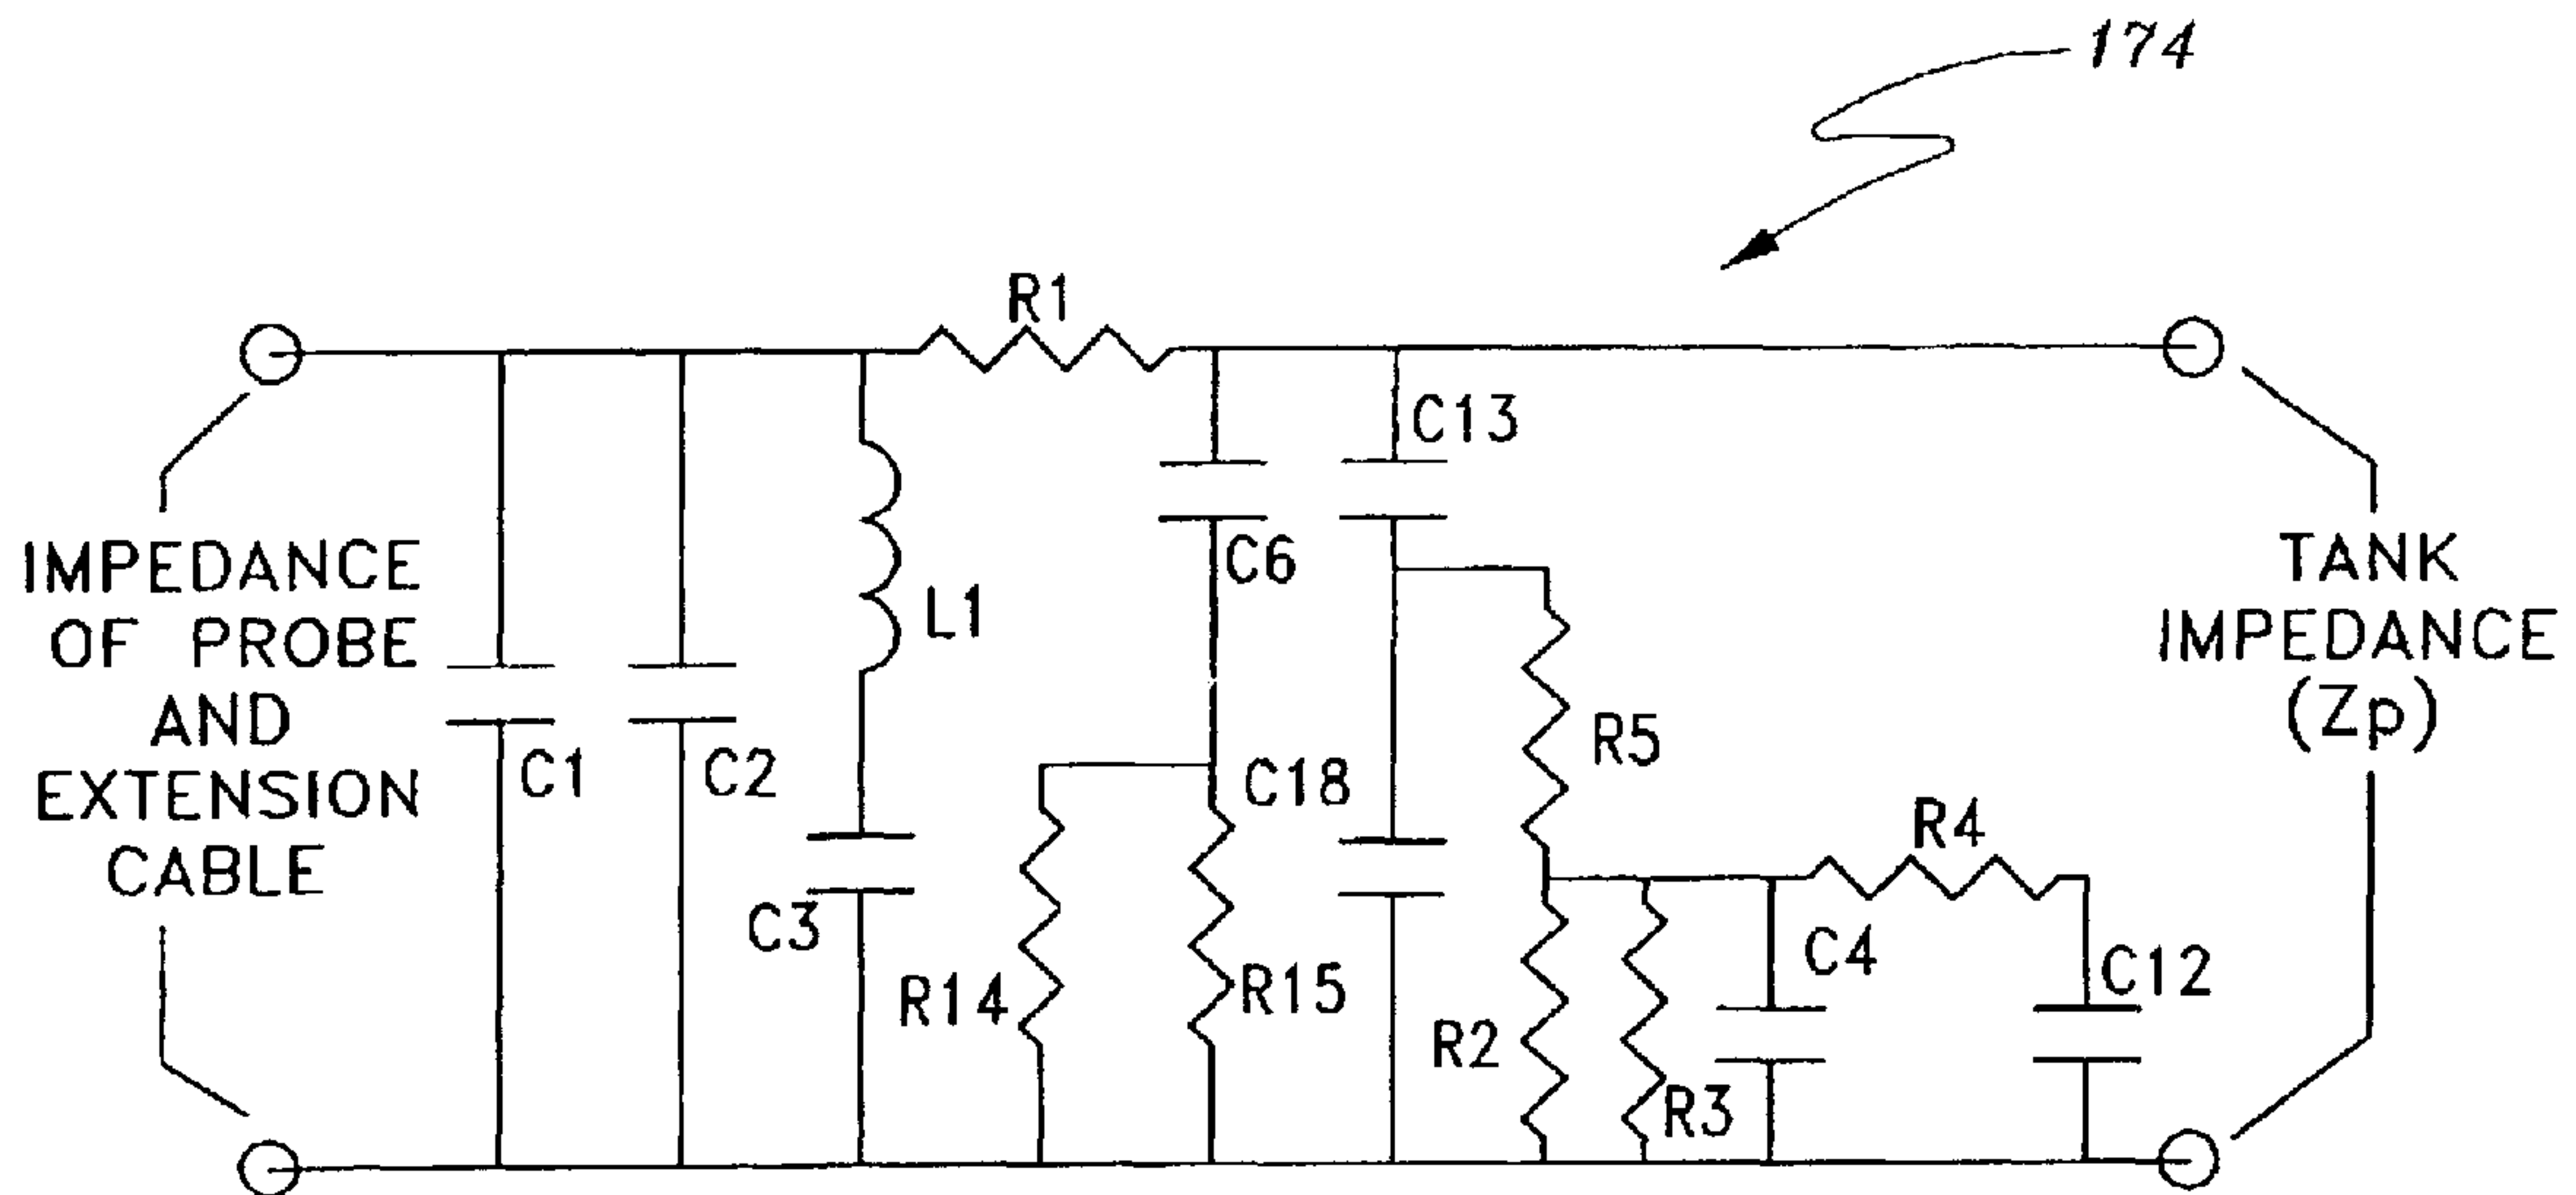 174
R1
C13
C6
IMPEDANCE
OF PROBE
AND
EXTENSION
CABLE
TANK
IMPEDANCE
(Zp)
L1
R5
C1
C2
C18
R4
C3
C4
C12
R14
R15
R2
R3